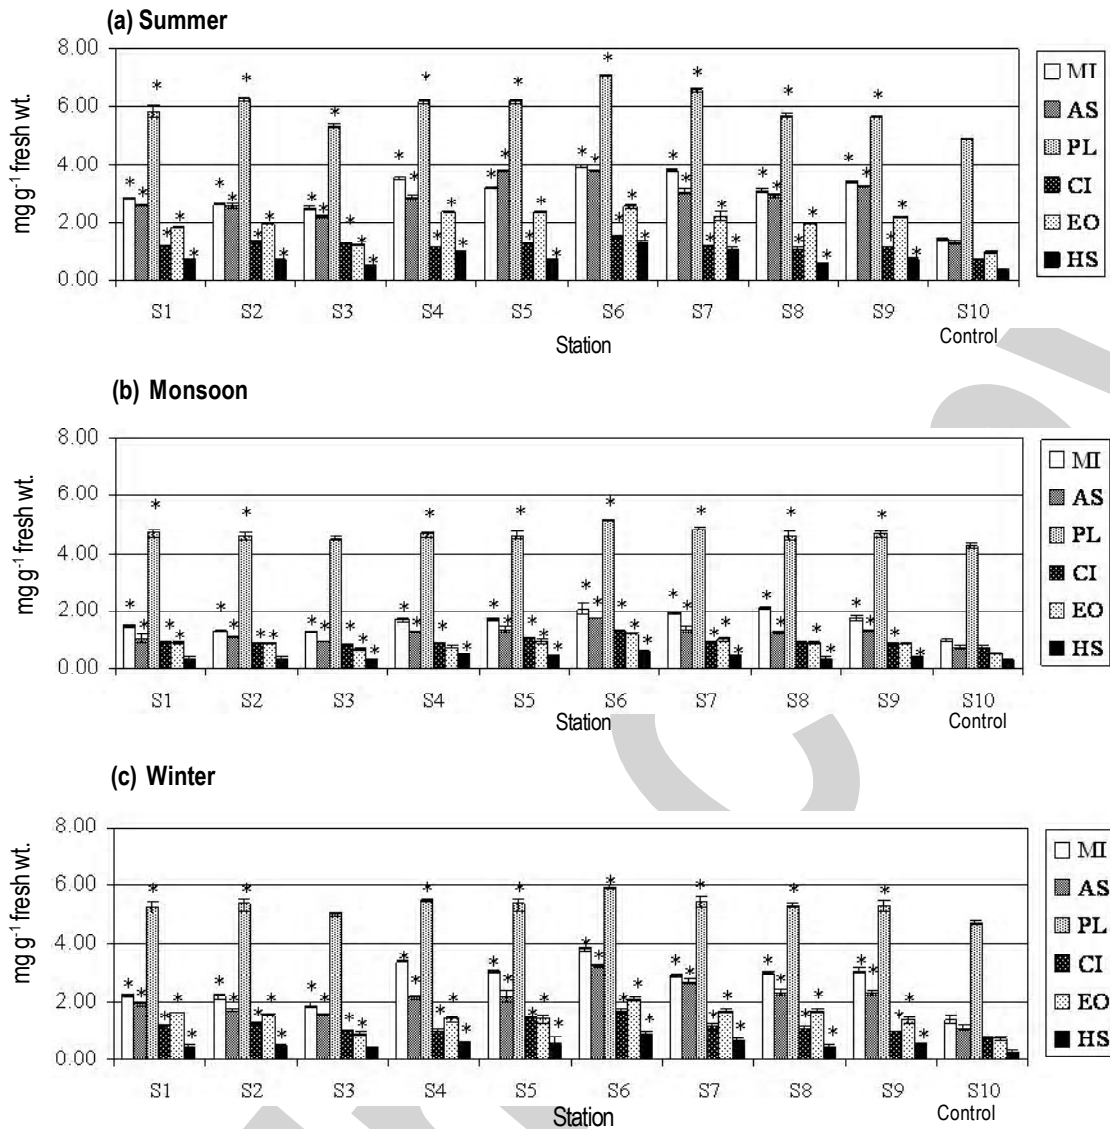 (a) Summer
8.00
6.00
4.00
2.00
0.00
mg g⁻¹ fresh wt.
* * * * * * * * * * * * * * * * * * * * * * * * * * * * * * * * * * * * * * * * * * * * * * * * * * * * * *
S1 S2 S3 S4 S5 S6 S7 S8 S9 S10
Station
Control
MI
AS
PL
CI
EO
HS
(b) Monsoon
8.00
6.00
4.00
2.00
0.00
mg g⁻¹ fresh wt.
S1 S2 S3 S4 S5 S6 S7 S8 S9 S10
Station
Control
MI
AS
PL
CI
EO
HS
(c) Winter
8.00
6.00
4.00
2.00
0.00
mg g⁻¹ fresh wt.
S1 S2 S3 S4 S5 S6 S7 S8 S9 S10
Station
Control
MI
AS
PL
CI
EO
HS